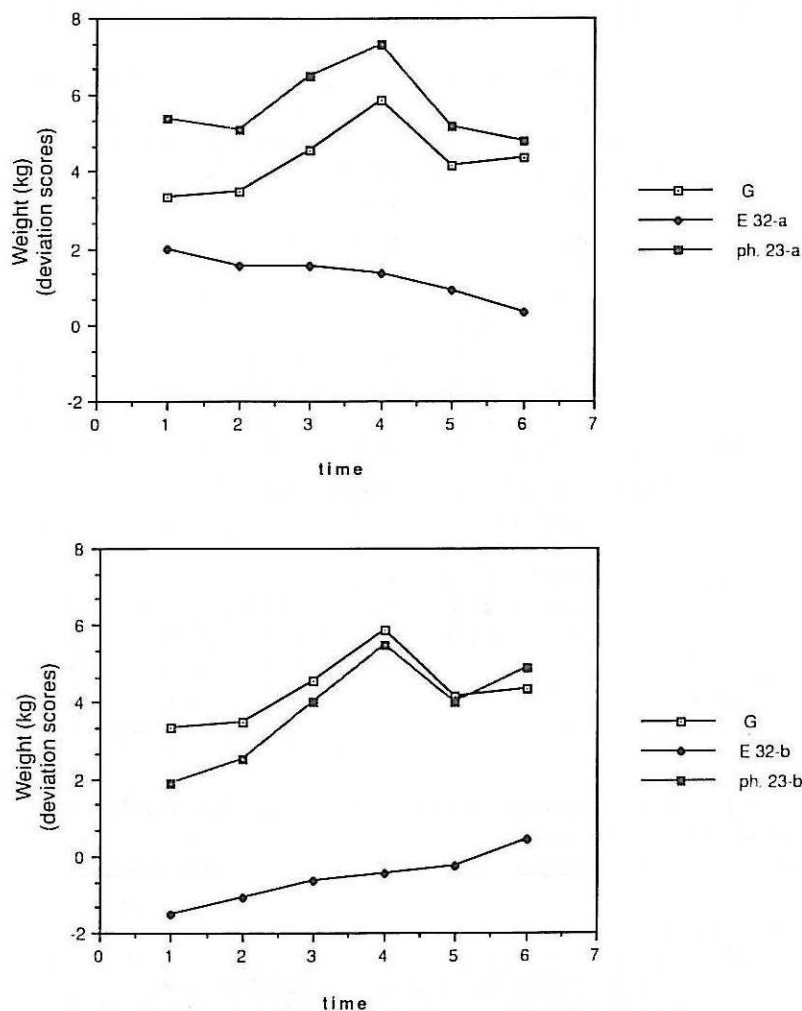 8
6
4
2
0
-2
Weight (kg)
(deviation scores)
0 1 2 3 4 5 6 7
time
G
E 32-a
ph. 23-a
8
6
4
2
0
-2
Weight (kg)
(deviation scores)
0 1 2 3 4 5 6 7
time
G
E 32-b
ph. 23-b